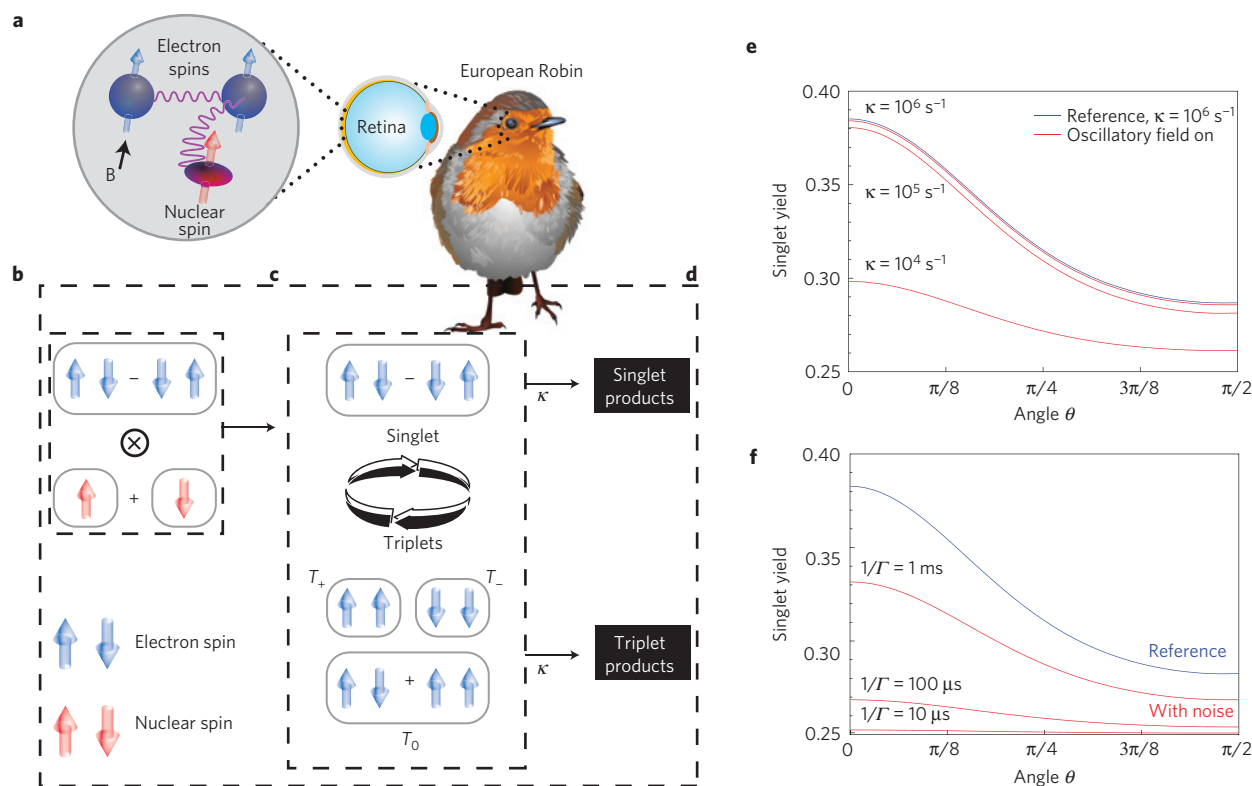 a
Electron
spins
B
Nuclear
spin
Retina
European Robin
b
c
d
–
⊗
+
Electron spin
Nuclear spin
–
Singlet
Triplets
T₊
T₋
+
T₀
κ
Singlet
products
κ
Triplet
products
e
Singlet yield
0.40
0.35
0.30
0.25
κ = 10⁶ s⁻¹
κ = 10⁵ s⁻¹
κ = 10⁴ s⁻¹
Reference, κ = 10⁶ s⁻¹
Oscillatory field on
0
π/8
π/4
3π/8
π/2
Angle θ
f
Singlet yield
0.40
0.35
0.30
0.25
1/Γ = 1 ms
1/Γ = 100 µs
1/Γ = 10 µs
Reference
With noise
0
π/8
π/4
3π/8
π/2
Angle θ